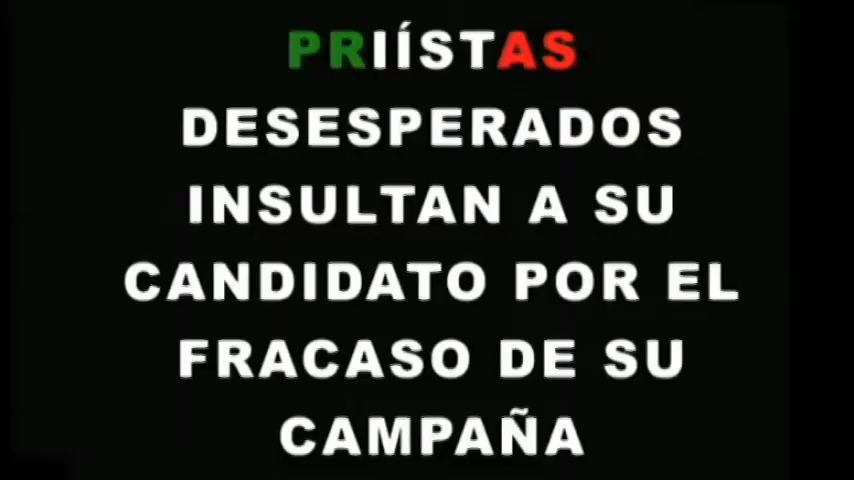 PRIÍSTAS
DESESPERADOS
INSULTAN A SU
CANDIDATO POR EL
FRACASO DE SU
CAMPAÑA